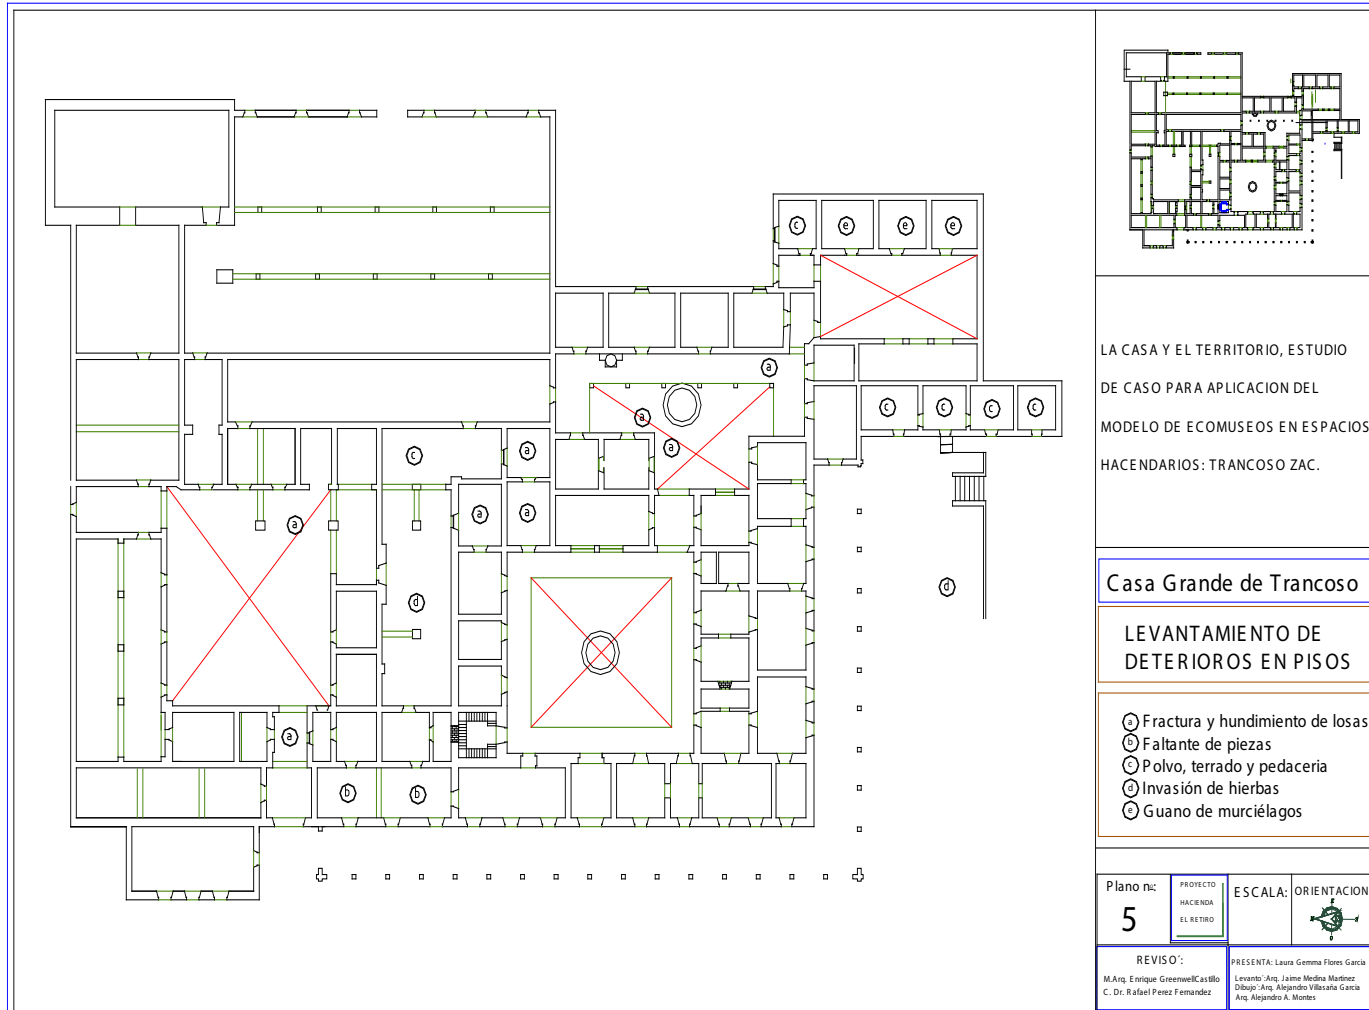 c
e
e
e
a
c
c
c
c
a
a
c
a
a
a
a
d
d
a
b
b
LA CASA Y EL TERRITORIO, ESTUDIO
DE CASO PARA APLICACION DEL
MODELO DE ECOMUSEOS EN ESPACIOS
HACENDARIOS: TRANCOSO ZAC.
Casa Grande de Trancoso
LEVANTAMIENTO DE
DETERIOROS EN PISOS
a Fractura y hundimiento de losas
b Faltante de piezas
c Polvo, terrado y pedaceria
d Invasión de hierbas
e Guano de murciélagos
Plano nº:
5
PROYECTO
HACIENDA
EL RETIRO
ESCALA:
ORIENTACION
REVISO´:
M.Arq. Enrique GreenwellCastillo
C. Dr. Rafael Perez Fernandez
PRESENTA: Laura Gemma Flores Garcia
Levanto´:Arq. Jaime Medina Martinez
Dibujo´:Arq. Alejandro Villasaña Garcia
Arq. Alejandro A. Montes